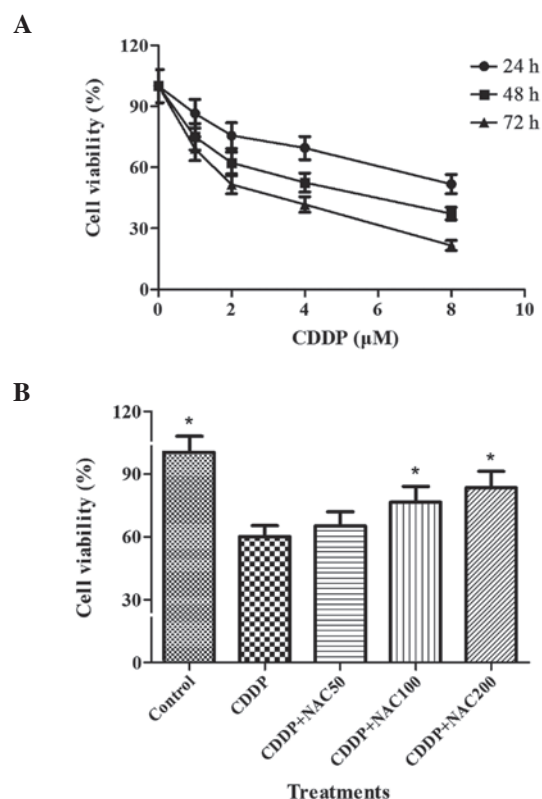 A
Cell viability (%)
120
90
60
30
0
24 h
48 h
72 h
0
2
4
6
8
10
CDDP (μM)
B
Cell viability (%)
120
90
60
30
0
*
*
*
Control
CDDP
CDDP+NAC50
CDDP+NAC100
CDDP+NAC200
Treatments